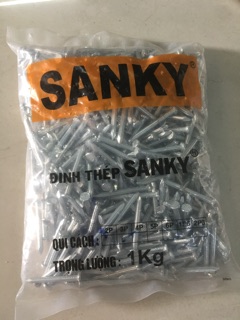 SANKY®
ĐINH THÉP SANKY®
QUI CÁCH:
TRỌNG LƯỢNG: 1Kg